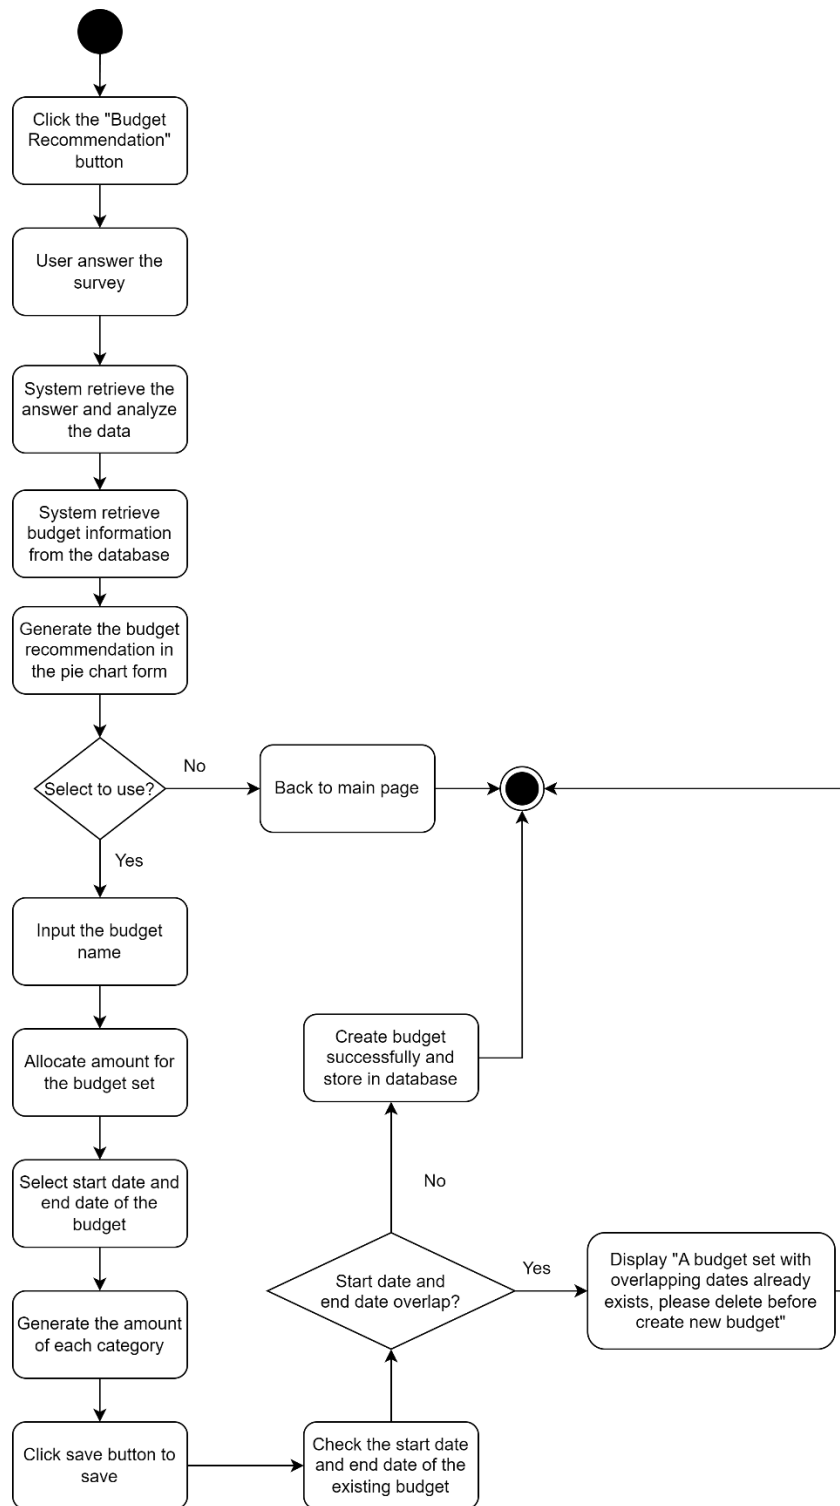 Click the "Budget
Recommendation"
button
User answer the
survey
System retrieve the
answer and analyze
the data
System retrieve
budget information
from the database
Generate the budget
recommendation in
the pie chart form
Select to use?
No
Back to main page
Yes
Input the budget
name
Allocate amount for
the budget set
Select start date and
end date of the
budget
Generate the amount
of each category
Click save button to
save
Check the start date
and end date of the
existing budget
Start date and
end date overlap?
No
Create budget
successfully and
store in database
Yes
Display "A budget set with
overlapping dates already
exists, please delete before
create new budget"